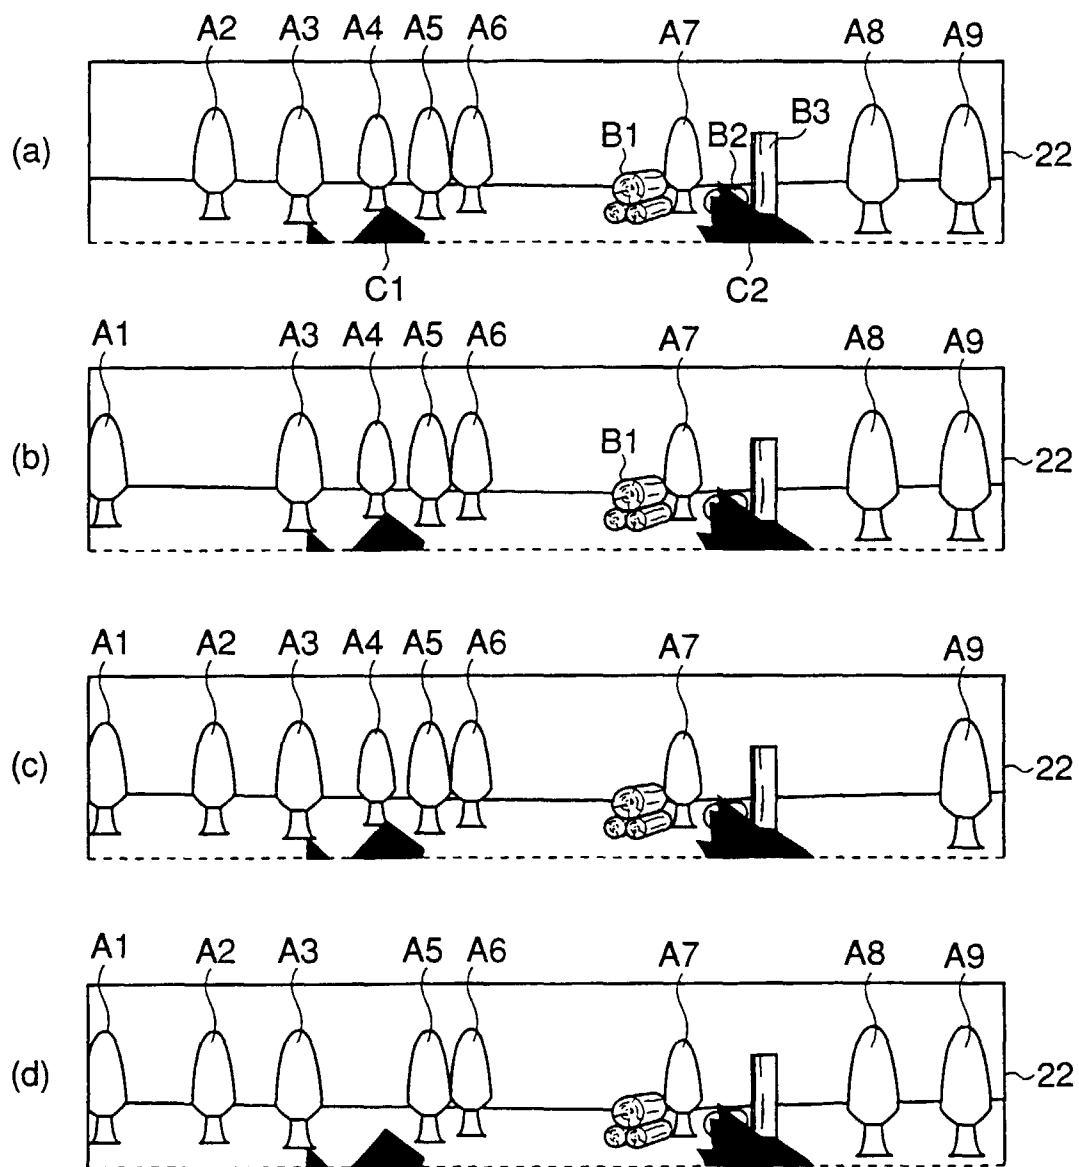 A2 A3 A4 A5 A6 A7 A8 A9
B3
B1 B2
(a) 22
C1 C2
A1 A3 A4 A5 A6 A7 A8 A9
B1
(b) 22
A1 A2 A3 A4 A5 A6 A7 A9
(c) 22
A1 A2 A3 A5 A6 A7 A8 A9
(d) 22